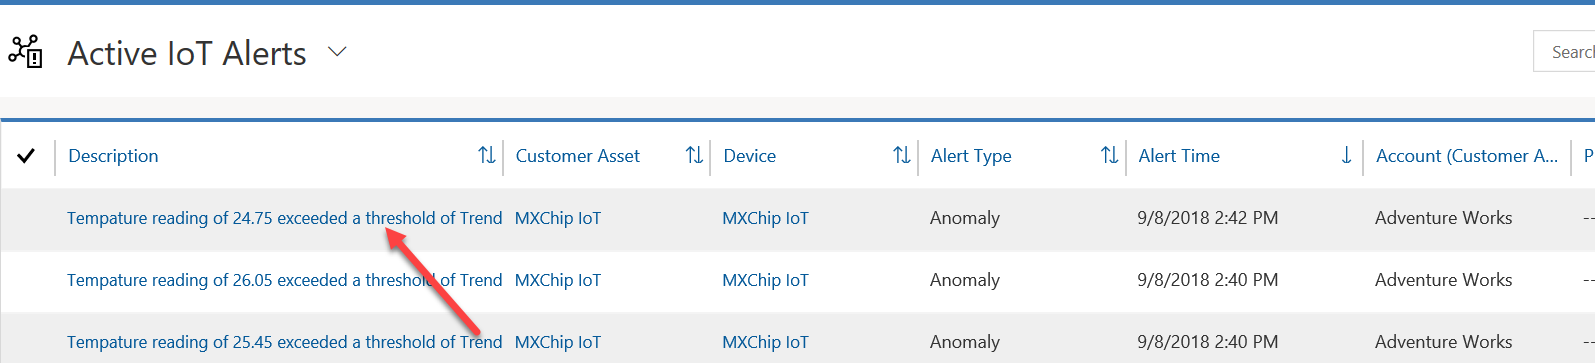 Active IoT Alerts
Search
Description Customer Asset Device Alert Type Alert Time Account (Customer A... P
Tempature reading of 24.75 exceeded a threshold of Trend MXChip IoT MXChip IoT Anomaly 9/8/2018 2:42 PM Adventure Works --
Tempature reading of 26.05 exceeded a threshold of Trend MXChip IoT MXChip IoT Anomaly 9/8/2018 2:40 PM Adventure Works --
Tempature reading of 25.45 exceeded a threshold of Trend MXChip IoT MXChip IoT Anomaly 9/8/2018 2:40 PM Adventure Works --